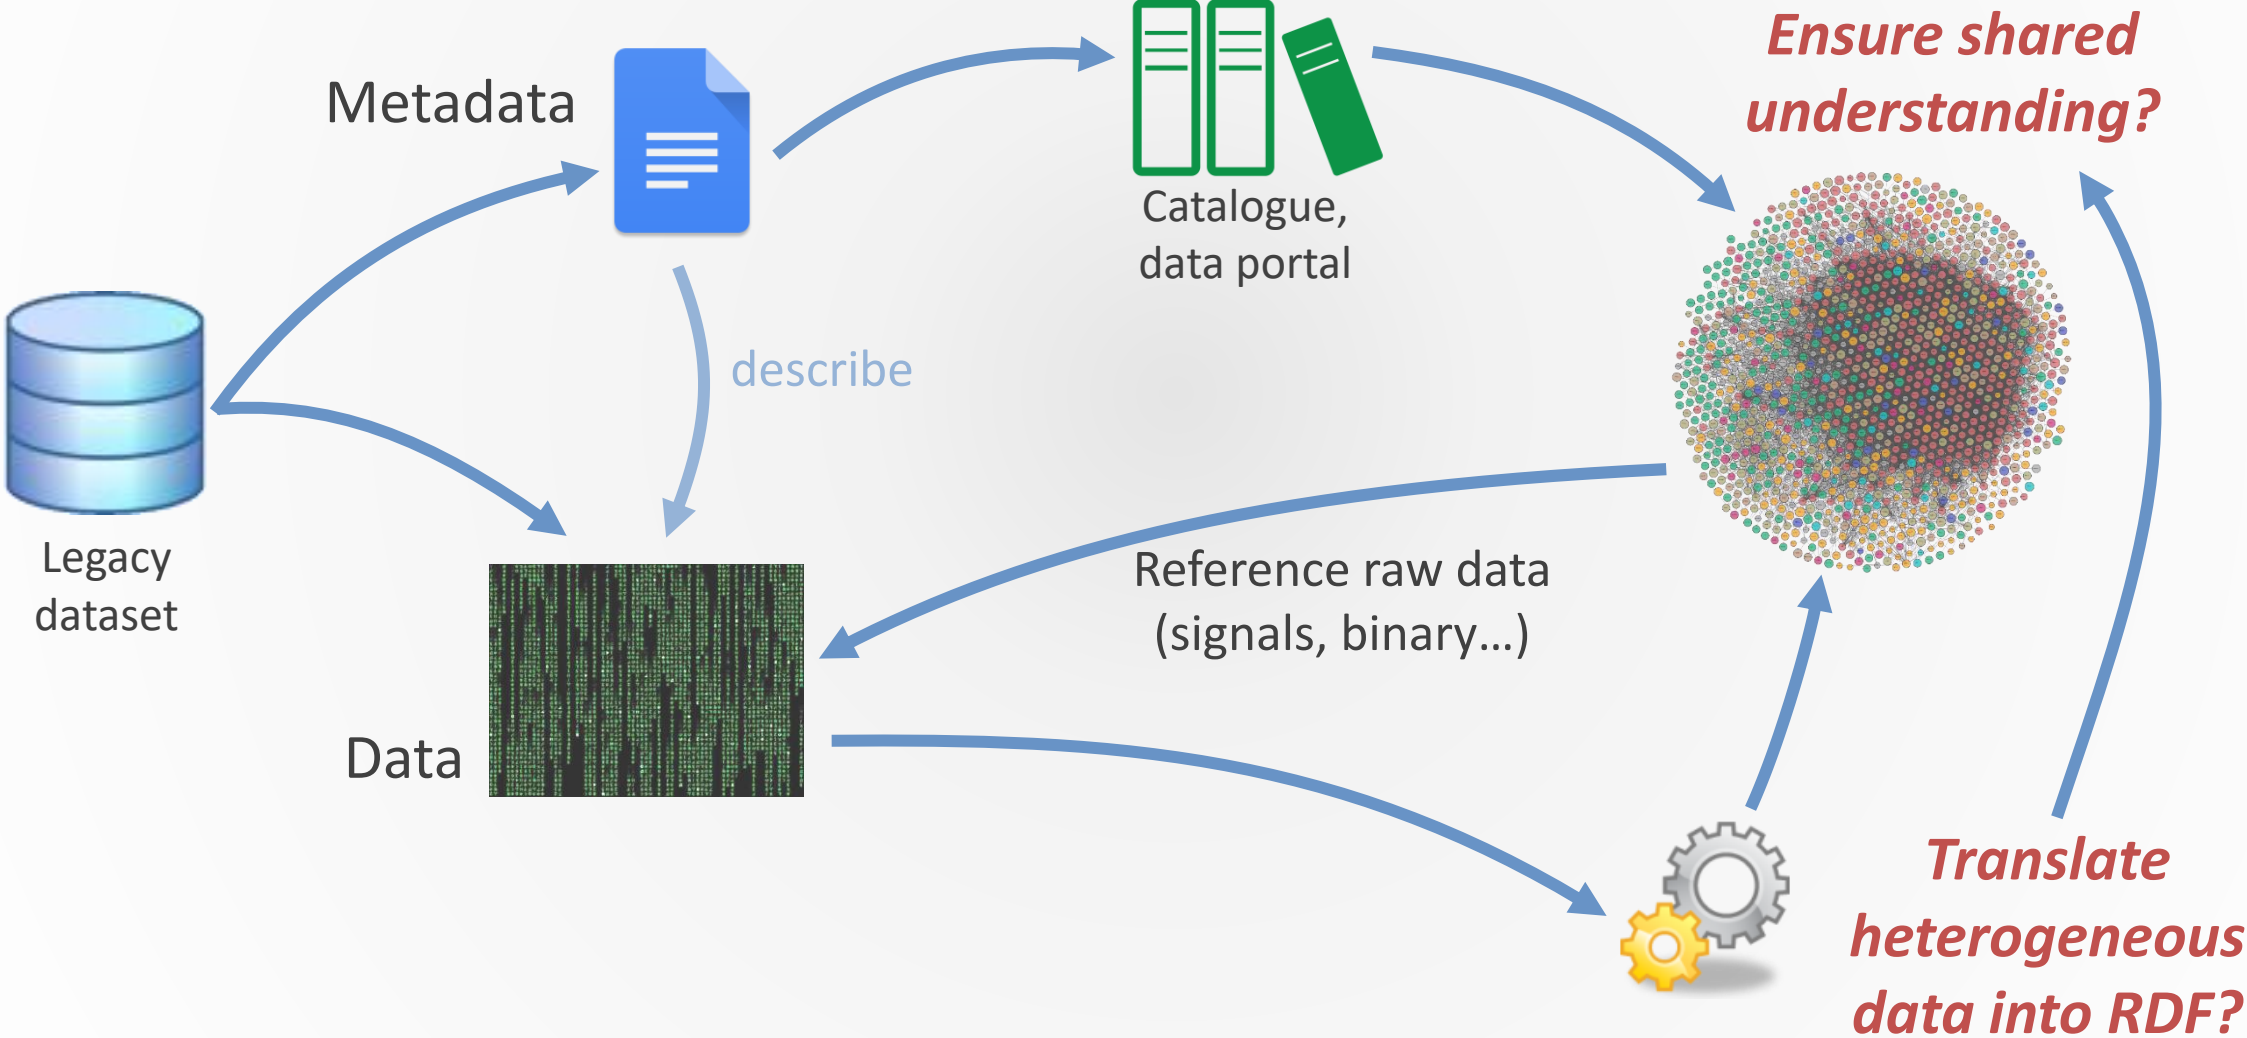 Ensure shared
understanding?
Metadata
Catalogue,
data portal
describe
Legacy
dataset
Reference raw data
(signals, binary…)
Data
Translate
heterogeneous
data into RDF?